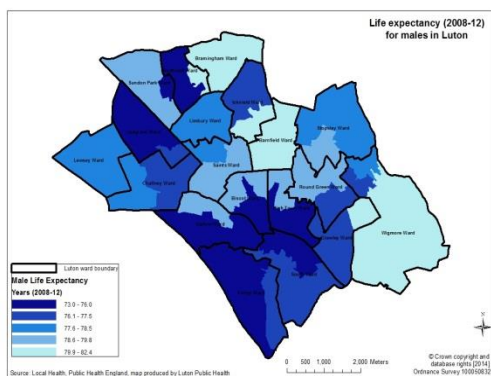 Life expectancy (2008-12)
for males in Luton
Bramingham Ward
Sundon Park Ward
Limbury Ward
Barnfield Ward
Stopsley Ward
Lewsey Ward
Saints Ward
Challney Ward
Round Green Ward
Wigmore Ward
Crawley Ward
Luton ward boundary
Male Life Expectancy
Years (2008-12)
73.0 - 76.0
76.1 - 77.5
77.6 - 78.5
78.6 - 79.8
79.9 - 82.4
0 500 1,000 2,000 Meters
© Crown copyright and
database rights [2014]
Ordnance Survey 100050832
Source: Local Health, Public Health England, map produced by Luton Public Health